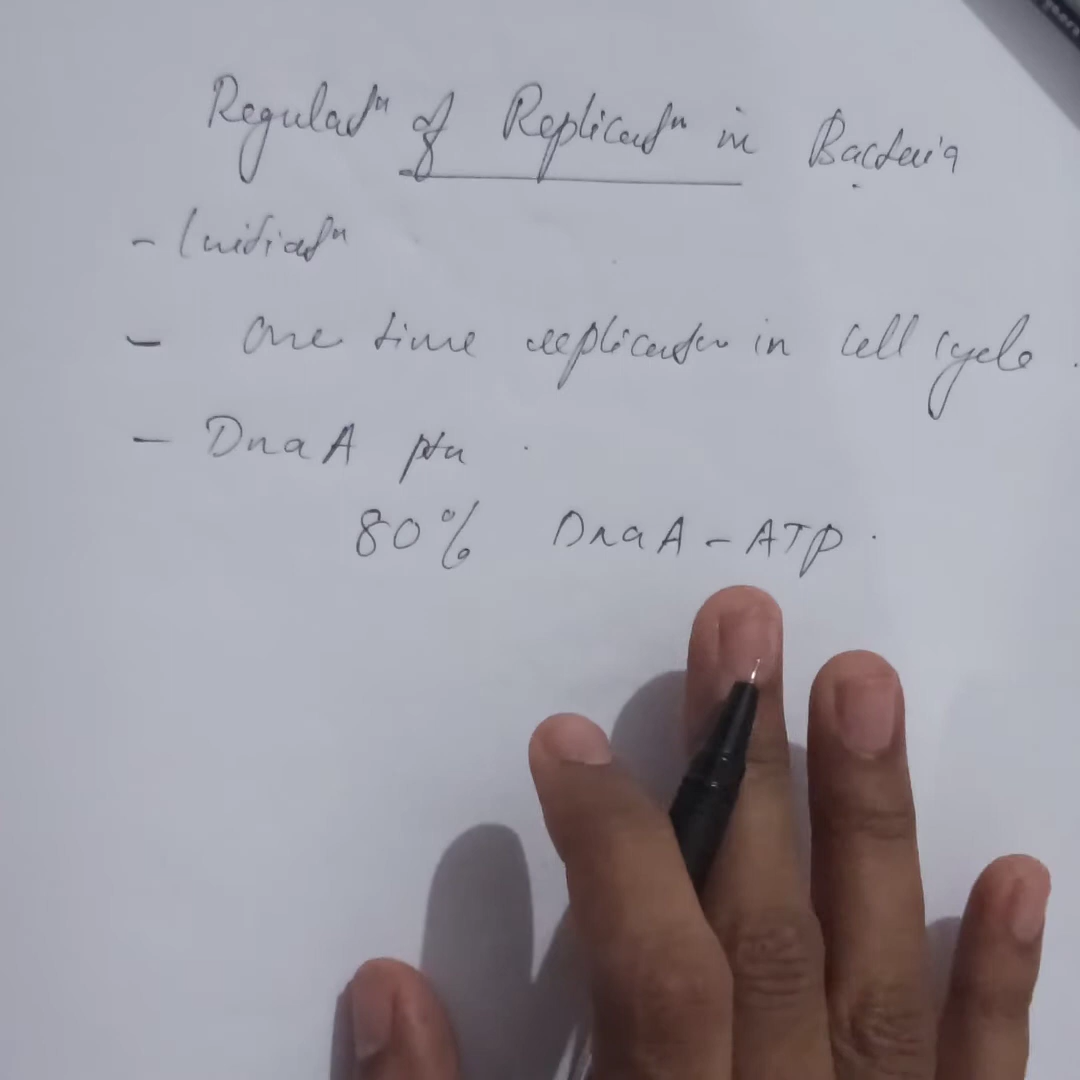 Regulatⁿ of Replicatⁿ in Bacteria
- Initiatⁿ
- One time replication in cell cycle.
- DnaA ptn.
80% DnaA-ATP.